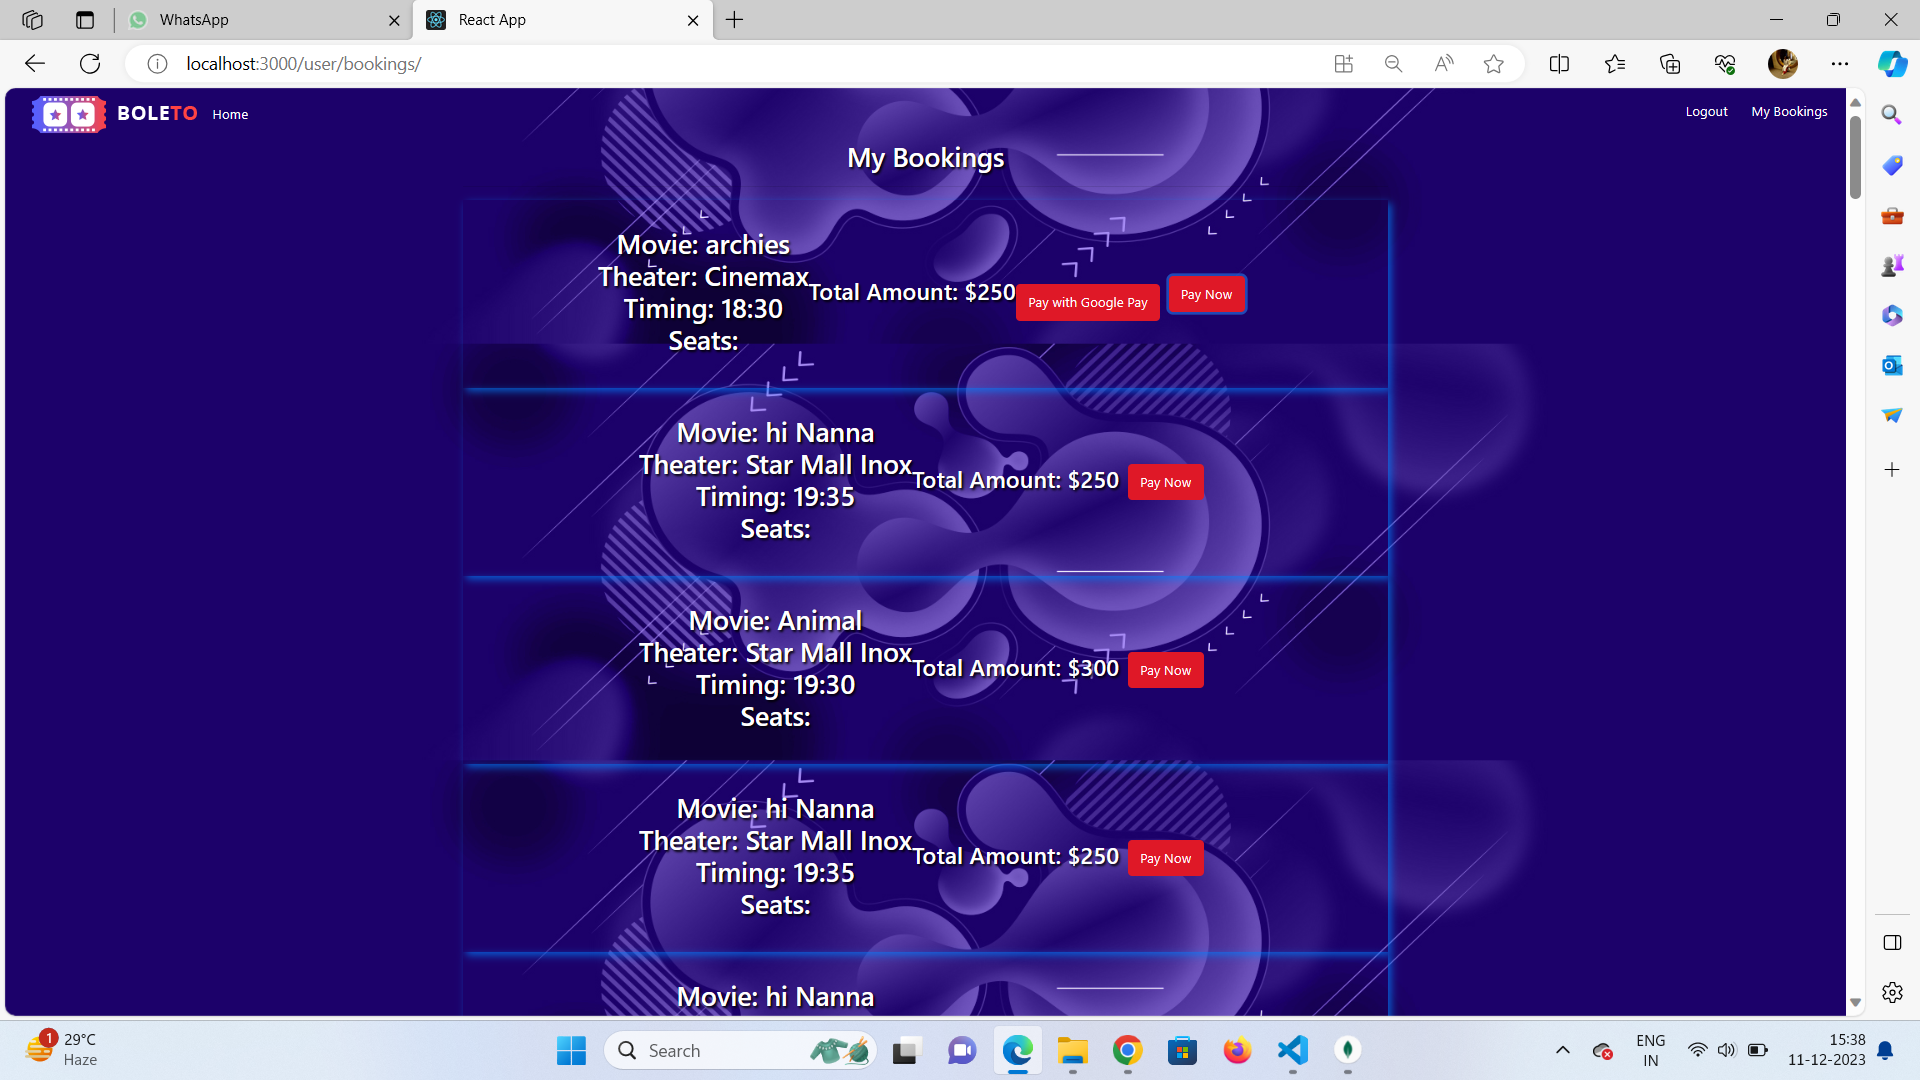 WhatsApp
React App
localhost:3000/user/bookings/
BOLETO
Home
Logout
My Bookings
My Bookings
Movie: archies
Theater: Cinemax
Timing: 18:30
Seats:
Total Amount: $250
Pay with Google Pay
Pay Now
Movie: hi Nanna
Theater: Star Mall Inox
Timing: 19:35
Seats:
Total Amount: $250
Pay Now
Movie: Animal
Theater: Star Mall Inox
Timing: 19:30
Seats:
Total Amount: $300
Pay Now
Movie: hi Nanna
Theater: Star Mall Inox
Timing: 19:35
Seats:
Total Amount: $250
Pay Now
Movie: hi Nanna
1
29°C
Haze
Search
ENG
IN
15:38
11-12-2023